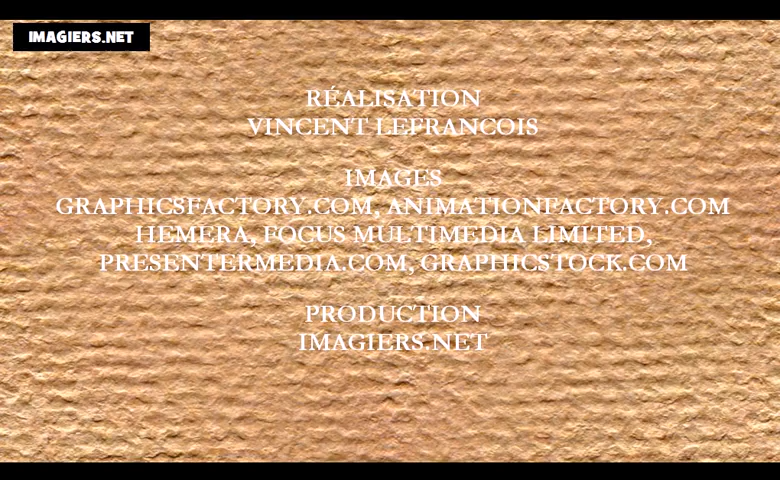 IMAGIERS.NET
RÉALISATION
VINCENT LEFRANCOIS
IMAGES
GRAPHICSFACTORY.COM, ANIMATIONFACTORY.COM
HEMERA, FOCUS MULTIMEDIA LIMITED,
PRESENTERMEDIA.COM, GRAPHICSTOCK.COM
PRODUCTION
IMAGIERS.NET